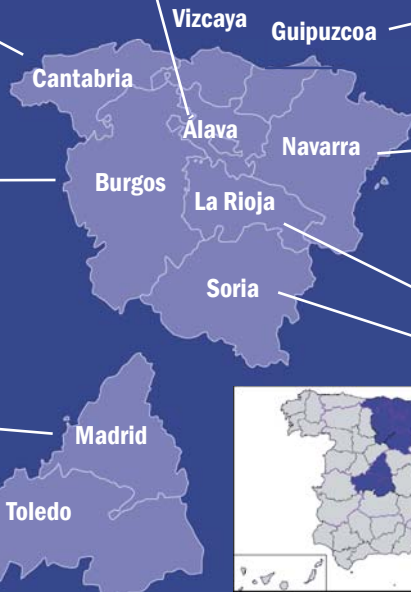 Vizcaya
Guipuzcoa
Cantabria
Álava
Navarra
Burgos
La Rioja
Soria
Madrid
Toledo